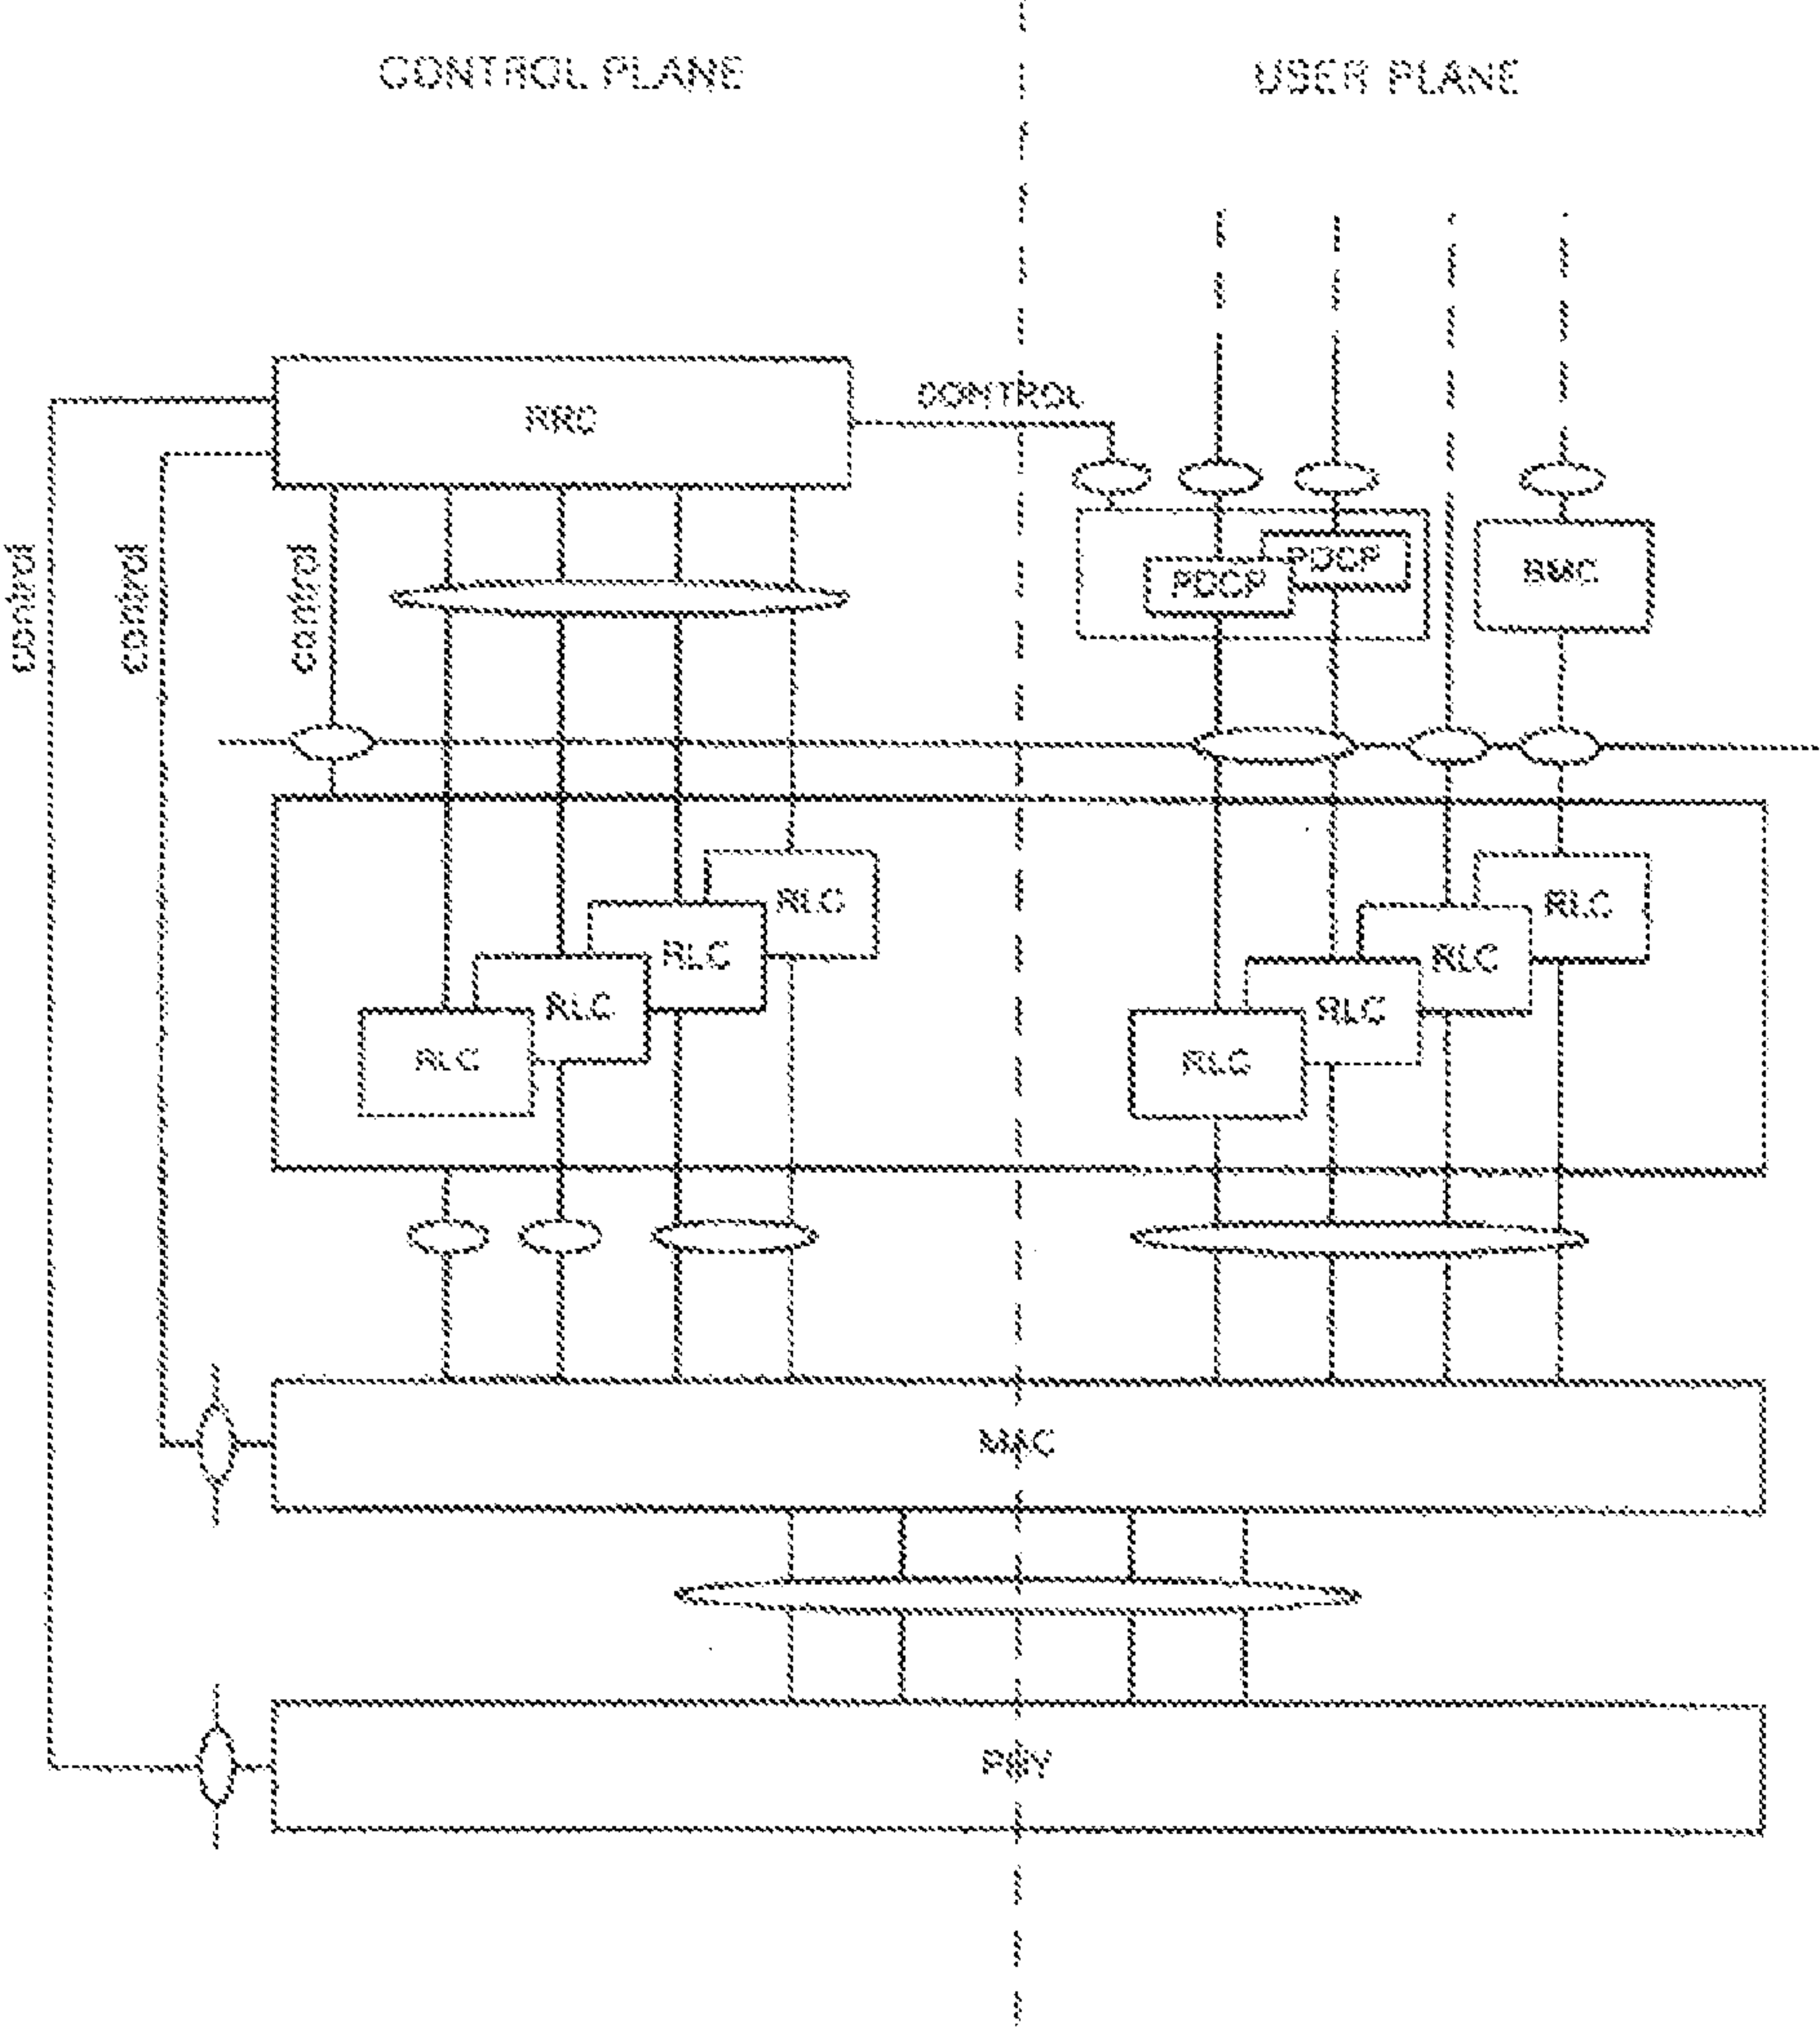 CONTROL PLANE
USER PLANE
RRC
CONTROL
control
control
control
PDCP
PDCP
BMC
RLC
RLC
RLC
RLC
RLC
RLC
RLC
RLC
MAC
PHY